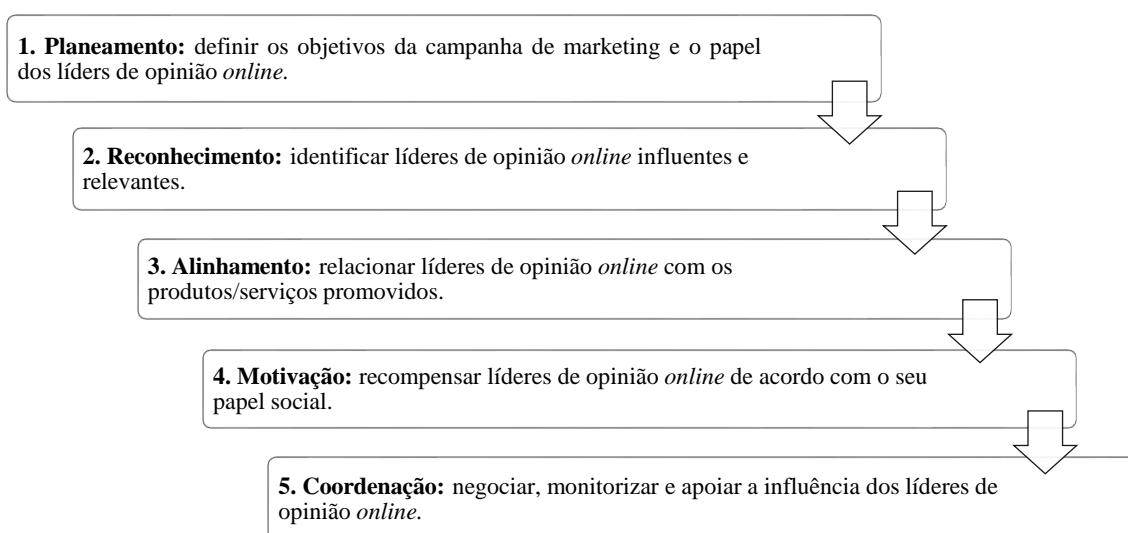 1. Planeamento: definir os objetivos da campanha de marketing e o papel
dos líders de opinião online.
2. Reconhecimento: identificar líderes de opinião online influentes e
relevantes.
3. Alinhamento: relacionar líderes de opinião online com os
produtos/serviços promovidos.
4. Motivação: recompensar líderes de opinião online de acordo com o seu
papel social.
5. Coordenação: negociar, monitorizar e apoiar a influência dos líderes de
opinião online.